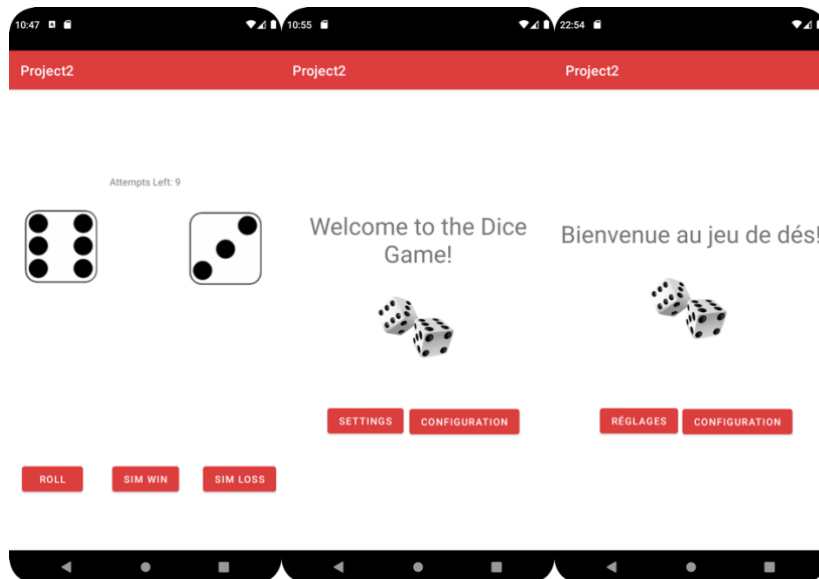 10:47
Project2
Attempts Left: 9
ROLL
SIM WIN
SIM LOSS
10:55
Project2
Welcome to the Dice
Game!
SETTINGS
CONFIGURATION
22:54
Project2
Bienvenue au jeu de dés!
RÉGLAGES
CONFIGURATION